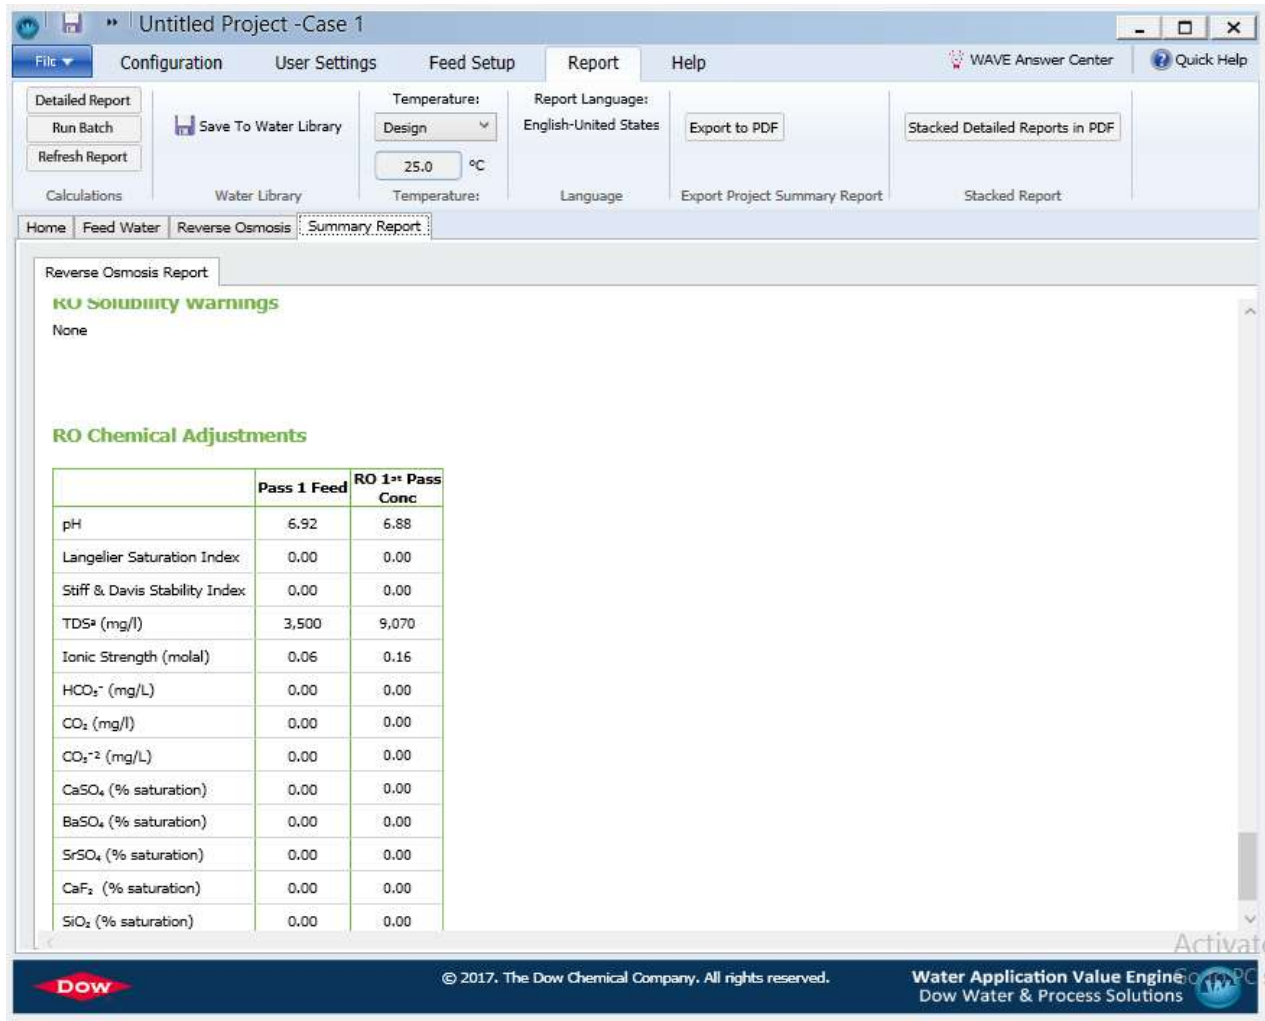 Untitled Project -Case 1
File Configuration User Settings Feed Setup Report Help WAVE Answer Center Quick Help
Detailed Report
Run Batch
Refresh Report
Calculations
Save To Water Library
Water Library
Temperature:
Design
25.0 ºC
Temperature:
Report Language:
English-United States
Language
Export to PDF
Export Project Summary Report
Stacked Detailed Reports in PDF
Stacked Report
Home Feed Water Reverse Osmosis Summary Report
Reverse Osmosis Report
RO Solubility Warnings
None
RO Chemical Adjustments
Pass 1 Feed RO 1ˢᵗ Pass Conc
pH 6.92 6.88
Langelier Saturation Index 0.00 0.00
Stiff & Davis Stability Index 0.00 0.00
TDSᵃ (mg/l) 3,500 9,070
Ionic Strength (molal) 0.06 0.16
HCO₃⁻ (mg/L) 0.00 0.00
CO₂ (mg/l) 0.00 0.00
CO₃⁻² (mg/L) 0.00 0.00
CaSO₄ (% saturation) 0.00 0.00
BaSO₄ (% saturation) 0.00 0.00
SrSO₄ (% saturation) 0.00 0.00
CaF₂ (% saturation) 0.00 0.00
SiO₂ (% saturation) 0.00 0.00
Activat
DOW
© 2017. The Dow Chemical Company. All rights reserved.
Water Application Value Engine
Dow Water & Process Solutions